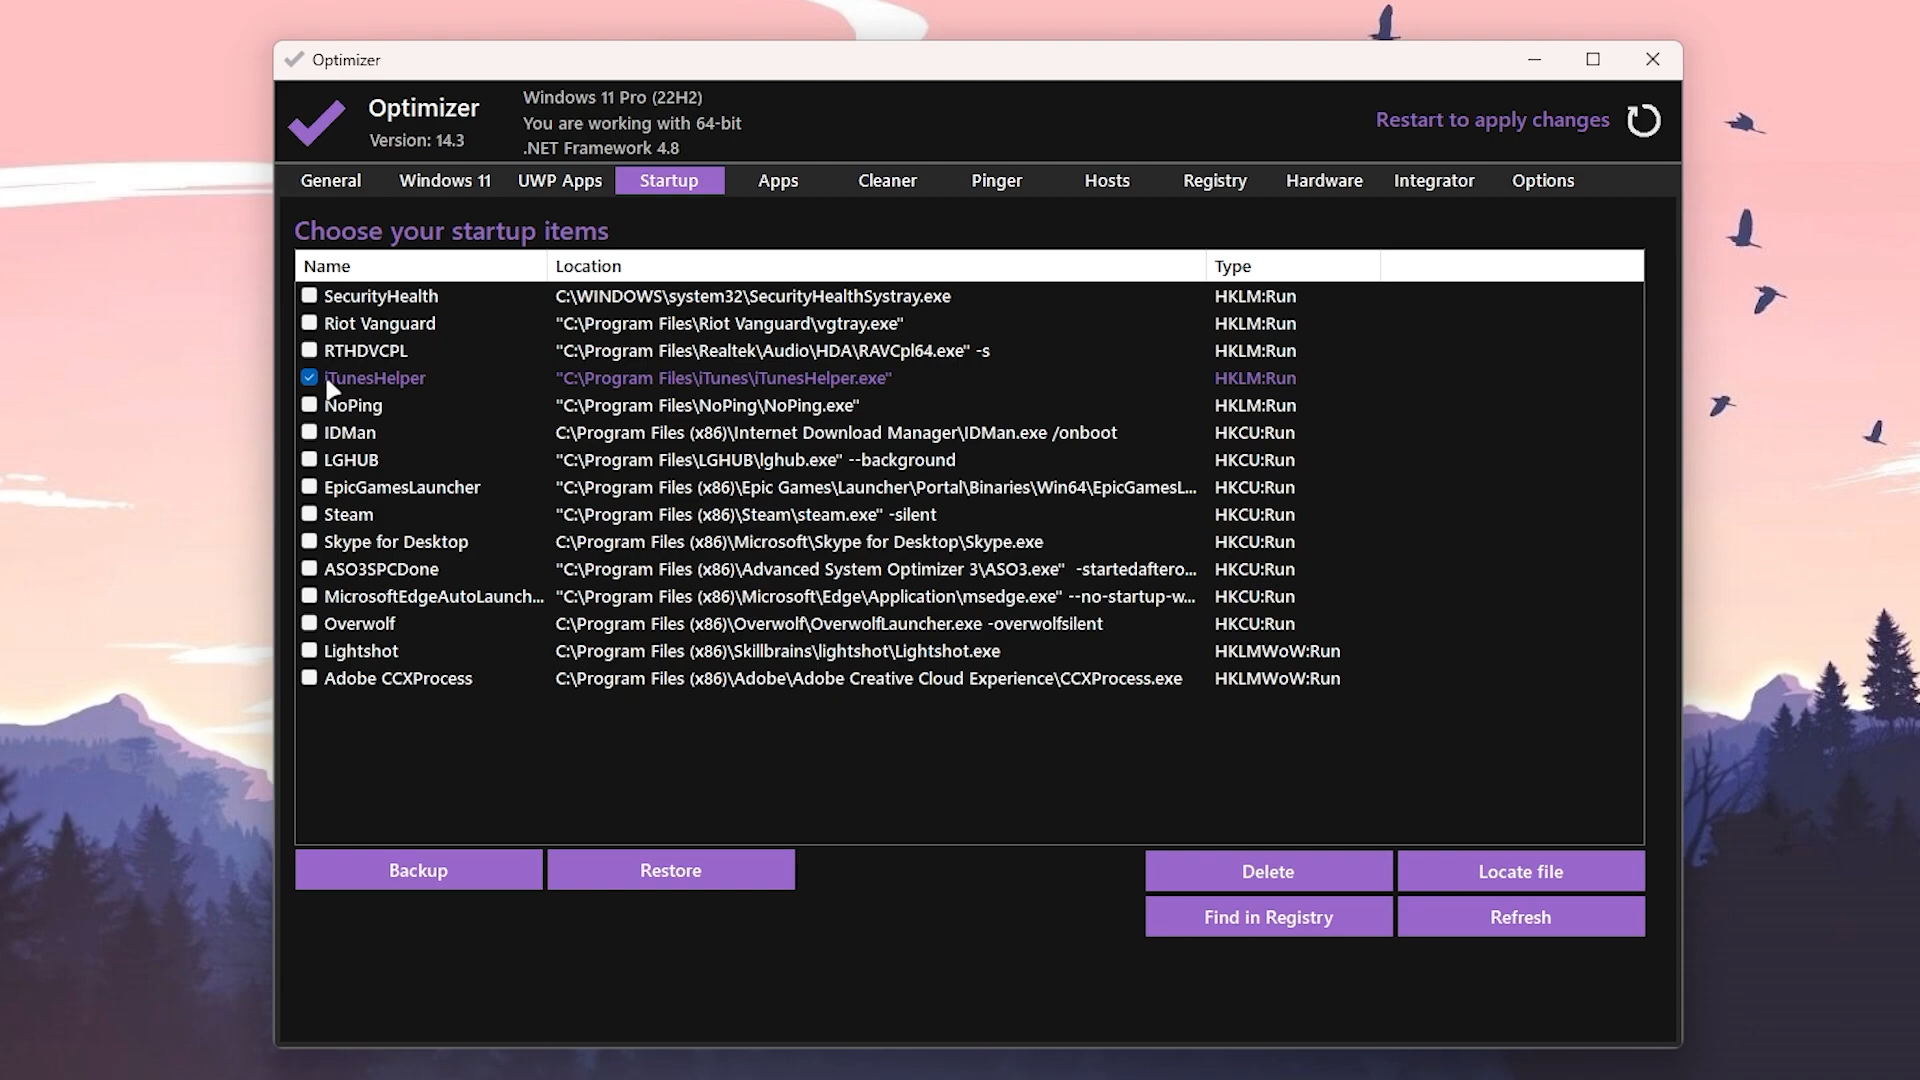 Optimizer
Optimizer
Version: 14.3
Windows 11 Pro (22H2)
You are working with 64-bit
.NET Framework 4.8
Restart to apply changes
General Windows 11 UWP Apps Startup Apps Cleaner Pinger Hosts Registry Hardware Integrator Options
Choose your startup items
Name Location Type
SecurityHealth C:\WINDOWS\system32\SecurityHealthSystray.exe HKLM:Run
Riot Vanguard "C:\Program Files\Riot Vanguard\vgtray.exe" HKLM:Run
RTHDVCPL "C:\Program Files\Realtek\Audio\HDA\RAVCpl64.exe" -s HKLM:Run
iTunesHelper "C:\Program Files\iTunes\iTunesHelper.exe" HKLM:Run
NoPing "C:\Program Files\NoPing\NoPing.exe" HKLM:Run
IDMan C:\Program Files (x86)\Internet Download Manager\IDMan.exe /onboot HKCU:Run
LGHUB "C:\Program Files\LGHUB\lghub.exe" --background HKCU:Run
EpicGamesLauncher "C:\Program Files (x86)\Epic Games\Launcher\Portal\Binaries\Win64\EpicGamesL... HKCU:Run
Steam "C:\Program Files (x86)\Steam\steam.exe" -silent HKCU:Run
Skype for Desktop C:\Program Files (x86)\Microsoft\Skype for Desktop\Skype.exe HKCU:Run
ASO3SPCDone "C:\Program Files (x86)\Advanced System Optimizer 3\ASO3.exe" -startedaftero... HKCU:Run
MicrosoftEdgeAutoLaunch... "C:\Program Files (x86)\Microsoft\Edge\Application\msedge.exe" --no-startup-w... HKCU:Run
Overwolf C:\Program Files (x86)\Overwolf\OverwolfLauncher.exe -overwolfsilent HKCU:Run
Lightshot C:\Program Files (x86)\Skillbrains\lightshot\Lightshot.exe HKLMWoW:Run
Adobe CCXProcess C:\Program Files (x86)\Adobe\Adobe Creative Cloud Experience\CCXProcess.exe HKLMWoW:Run
Backup Restore Delete Locate file
Find in Registry Refresh